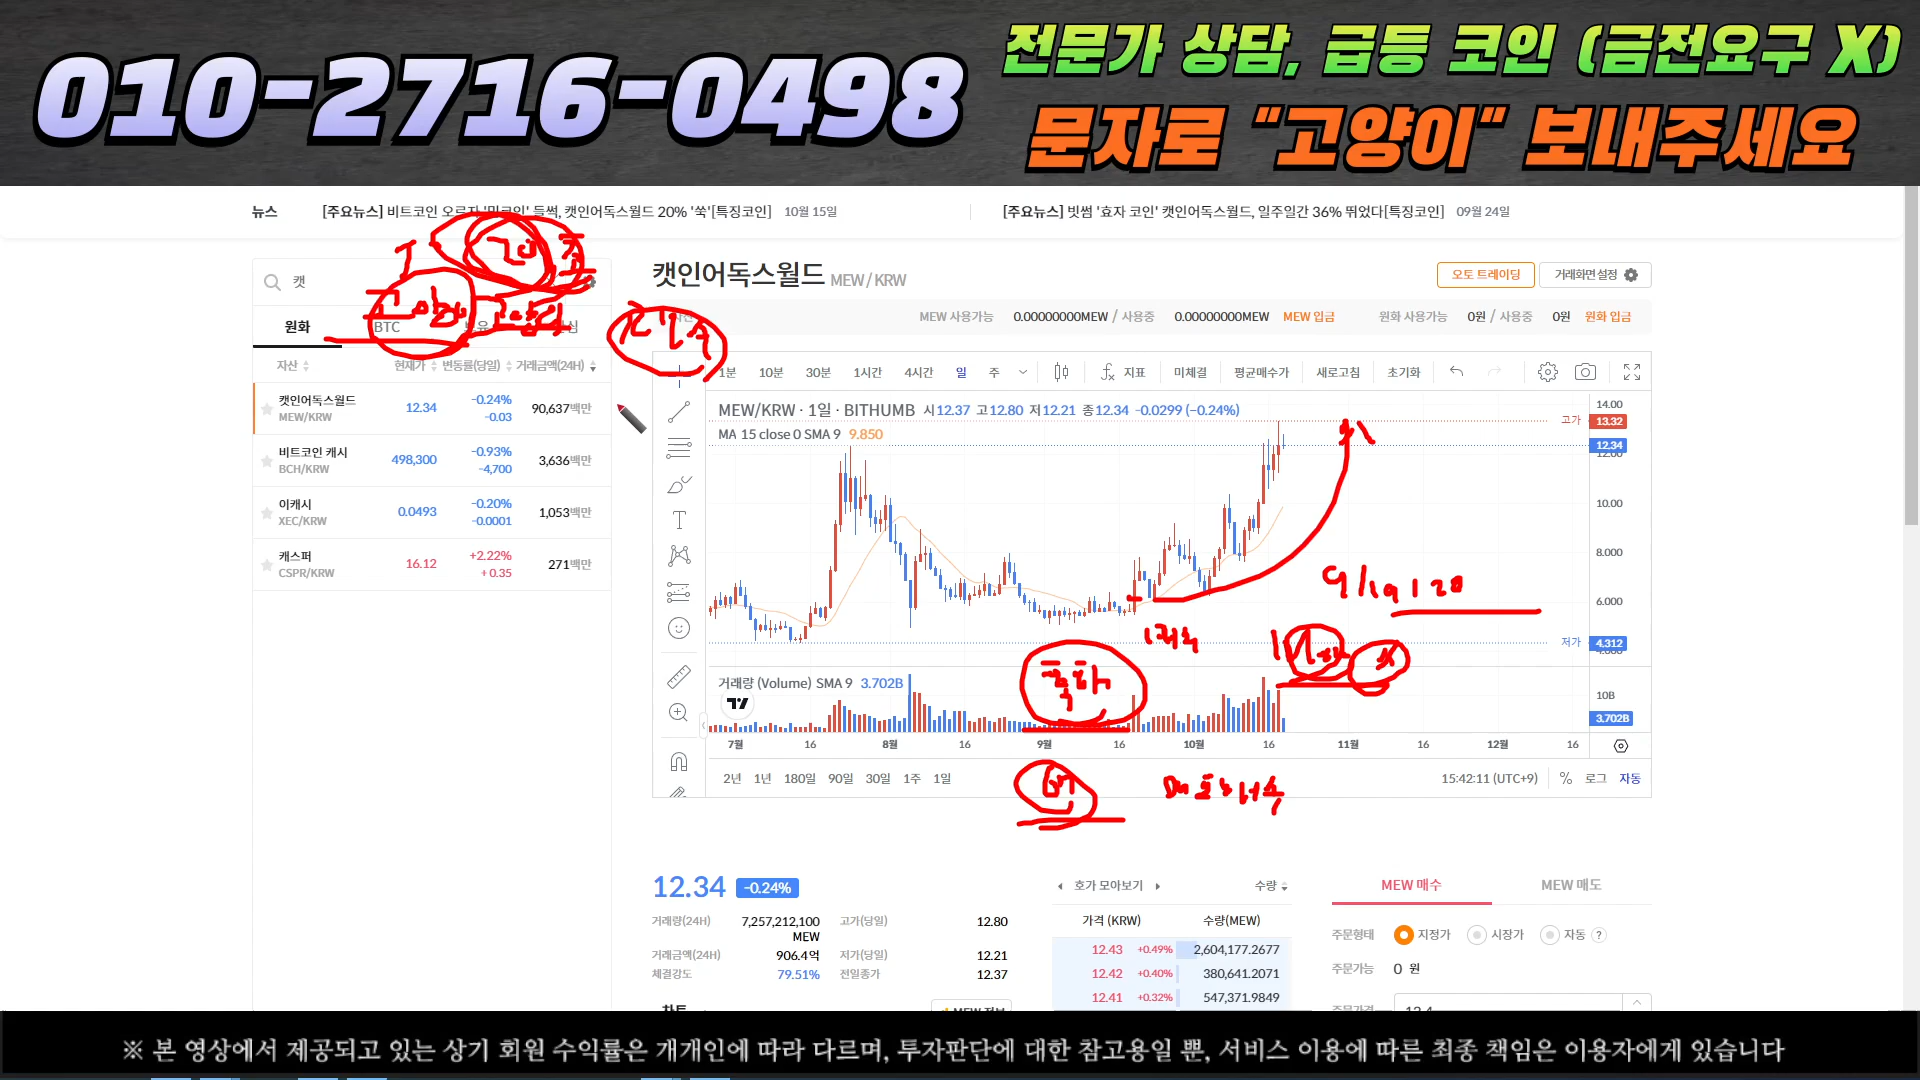 010-2716-0498
전문가 상담, 급등 코인 (금전요구 X)
문자로 "고양이" 보내주세요
뉴스
[주요뉴스] 비트코인 오르자 '밈코인' 들썩, 캣인어독스월드 20% '쑥'[특징코인] 10월 15일
[주요뉴스] 빗썸 '효자 코인' 캣인어독스월드, 일주일간 36% 뛰었다[특징코인] 09월 24일
캣
원화 BTC
자산 현재가 변동률(당일) 거래금액(24H)
캣인어독스월드 12.34 -0.24% 90,637백만
MEW/KRW -0.03
비트코인 캐시 498,300 -0.93% 3,636백만
BCH/KRW -4,700
이캐시 0.0493 -0.20% 1,053백만
XEC/KRW -0.0001
캐스퍼 16.12 +2.22% 271백만
CSPR/KRW +0.35
캣인어독스월드 MEW/KRW
오토 트레이딩 거래화면 설정
MEW 사용가능 0.00000000MEW / 사용중 0.00000000MEW MEW 입금 원화 사용가능 0원 / 사용중 0원 원화 입금
1분 10분 30분 1시간 4시간 일 주 지표 미체결 평균매수가 새로고침 초기화
MEW/KRW · 1일 · BITHUMB 시12.37 고12.80 저12.21 종12.34 -0.0299 (-0.24%)
MA 15 close 0 SMA 9 9.850
14.00
고가 13.32
12.34
12.00
10.00
8.000
6.000
저가 4.312
거래량 (Volume) SMA 9 3.702B
10B
3.702B
7월 16 8월 16 9월 16 10월 16 11월 16 12월 16
2년 1년 180일 90일 30일 1주 1일
15:42:11 (UTC+9) % 로그 자동
12.34 -0.24%
거래량(24H) 7,257,212,100 MEW 고가(당일) 12.80
거래금액(24H) 906.4억 저가(당일) 12.21
체결강도 79.51% 전일종가 12.37
호가 모아보기 수량
가격 (KRW) 수량(MEW)
12.43 +0.49% 2,604,177.2677
12.42 +0.40% 380,641.2071
12.41 +0.32% 547,371.9849
MEW 매수 MEW 매도
주문형태 지정가 시장가 자동 ?
주문가능 0 원
※ 본 영상에서 제공되고 있는 상기 회원 수익률은 개개인에 따라 다르며, 투자판단에 대한 참고용일 뿐, 서비스 이용에 따른 최종 책임은 이용자에게 있습니다